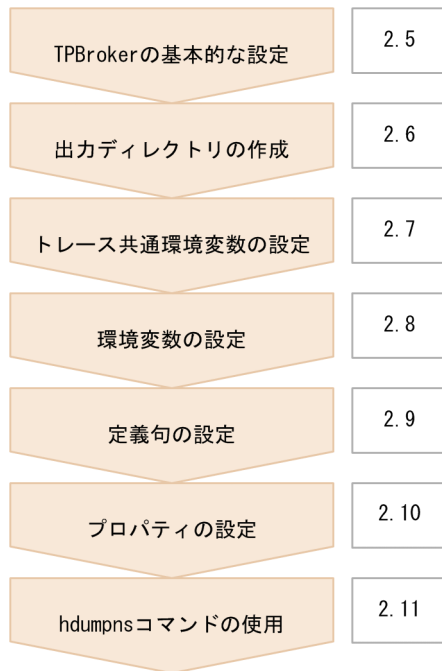 TPBrokerの基本的な設定
2.5
出力ディレクトリの作成
2.6
トレース共通環境変数の設定
2.7
環境変数の設定
2.8
定義句の設定
2.9
プロパティの設定
2.10
hdumpnsコマンドの使用
2.11